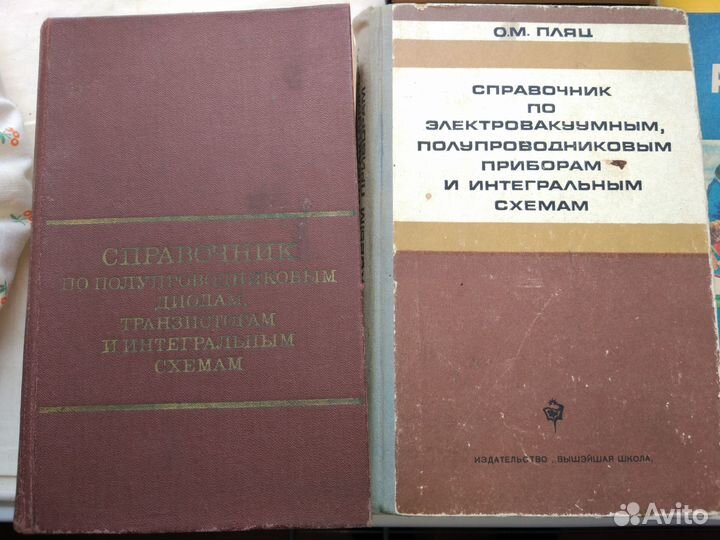 СПРАВОЧНИК
ПО ПОЛУПРОВОДНИКОВЫМ
ДИОДАМ,
ТРАНЗИСТОРАМ
И ИНТЕГРАЛЬНЫМ
СХЕМАМ
О.М. ПЛЯЦ
СПРАВОЧНИК
ПО
ЭЛЕКТРОВАКУУМНЫМ,
ПОЛУПРОВОДНИКОВЫМ
ПРИБОРАМ
И ИНТЕГРАЛЬНЫМ
СХЕМАМ
ИЗДАТЕЛЬСТВО „ВЫШЭЙШАЯ ШКОЛА"
Avito